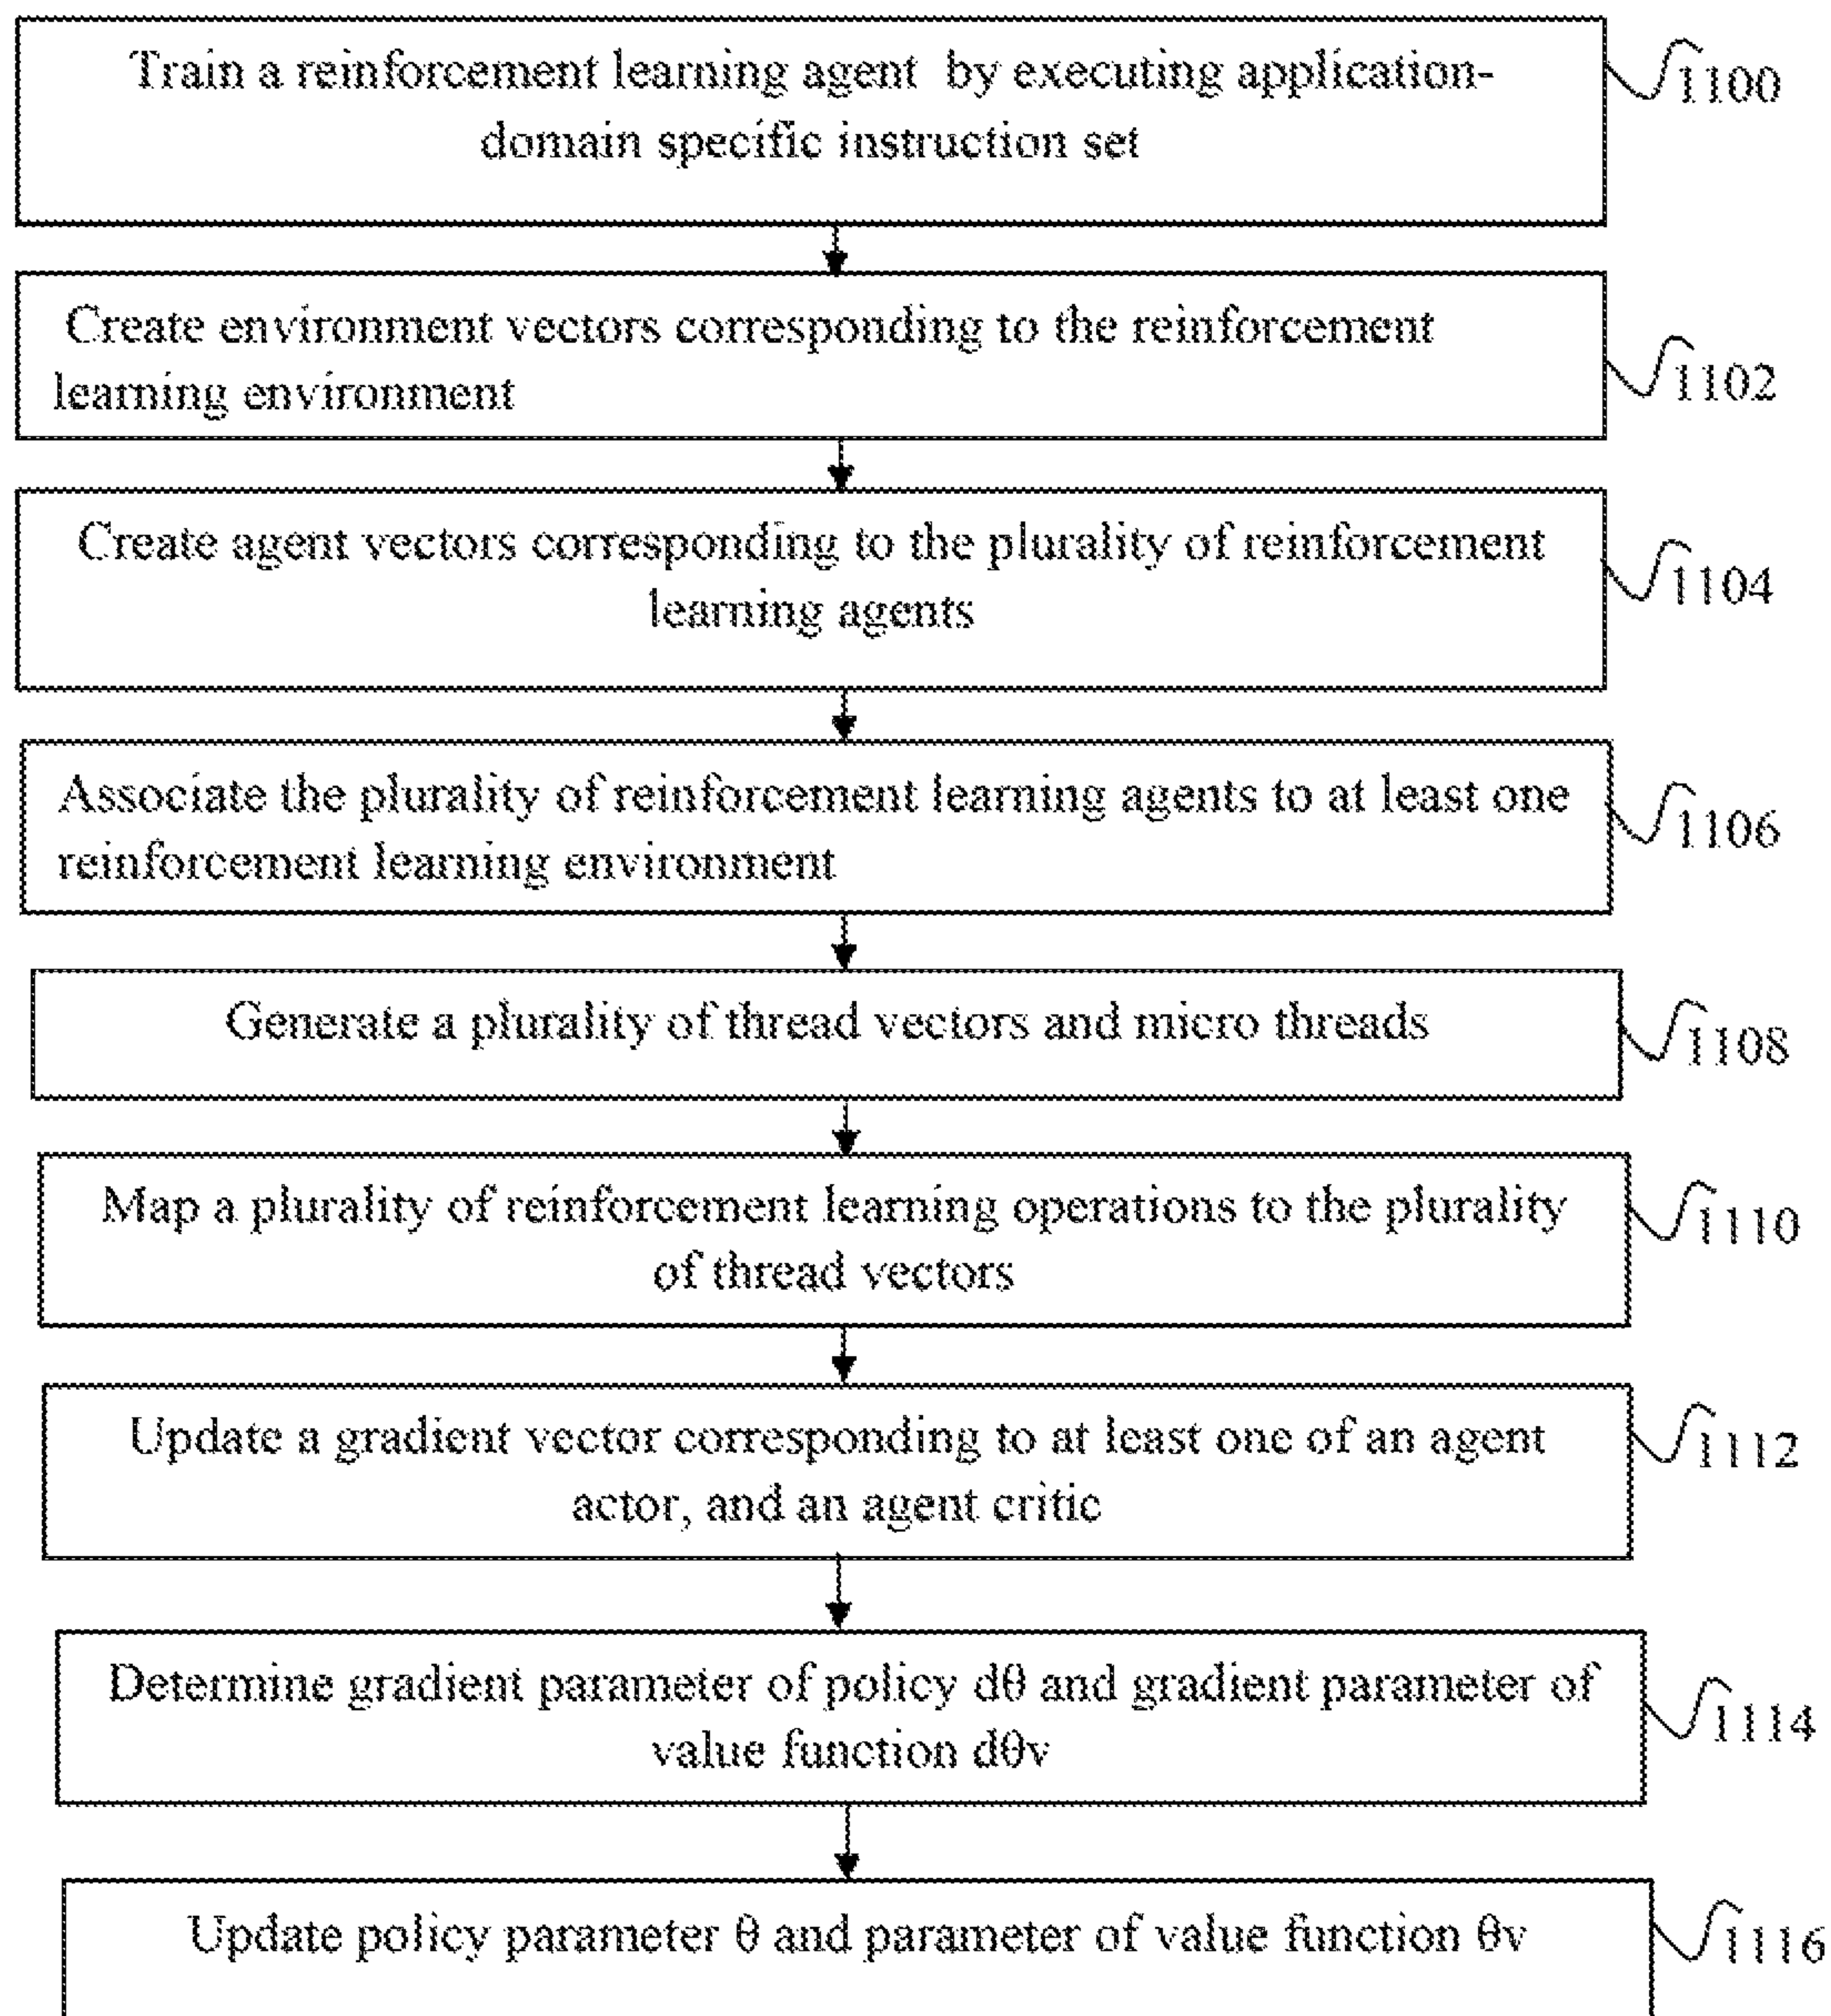 Train a reinforcement learning agent by executing application-
domain specific instruction set
1100
Create environment vectors corresponding to the reinforcement
learning environment
1102
Create agent vectors corresponding to the plurality of reinforcement
learning agents
1104
Associate the plurality of reinforcement learning agents to at least one
reinforcement learning environment
1106
Generate a plurality of thread vectors and micro threads
1108
Map a plurality of reinforcement learning operations to the plurality
of thread vectors
1110
Update a gradient vector corresponding to at least one of an agent
actor, and an agent critic
1112
Determine gradient parameter of policy dθ and gradient parameter of
value function dθv
1114
Update policy parameter θ and parameter of value function θv
1116